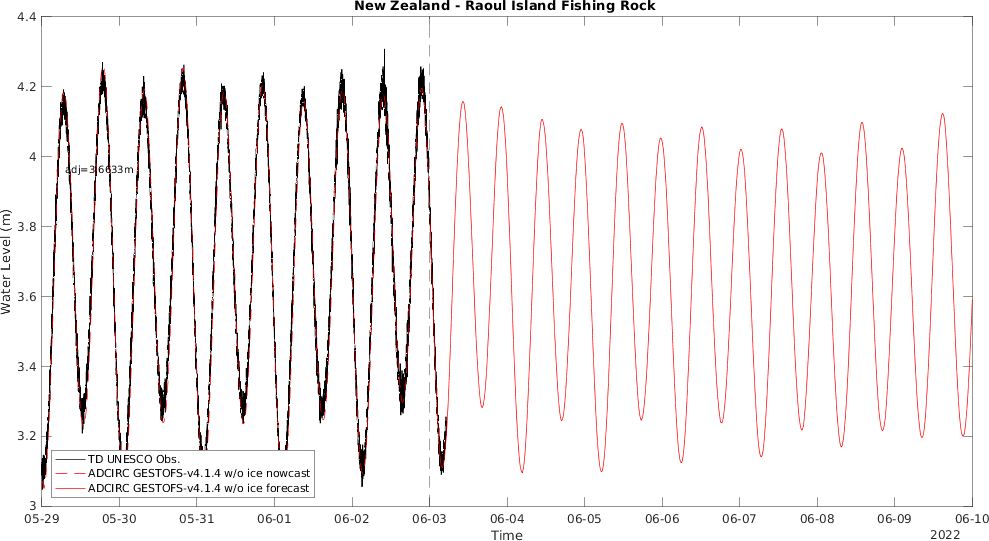 New Zealand - Raoul Island Fishing Rock
4.4
4.2
4
3.8
3.6
3.4
3.2
3
Water Level (m)
adj=3.6633m
TD UNESCO Obs.
ADCIRC GESTOFS-v4.1.4 w/o ice nowcast
ADCIRC GESTOFS-v4.1.4 w/o ice forecast
05-29 05-30 05-31 06-01 06-02 06-03 06-04 06-05 06-06 06-07 06-08 06-09 06-10
Time
2022